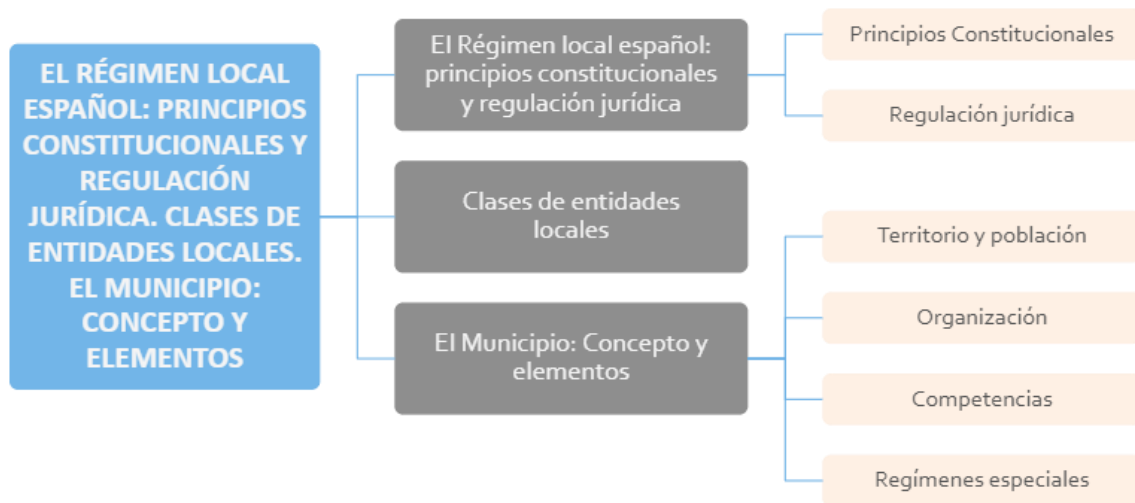 EL RÉGIMEN LOCAL
ESPAÑOL: PRINCIPIOS
CONSTITUCIONALES Y
REGULACIÓN
JURÍDICA. CLASES DE
ENTIDADES LOCALES.
EL MUNICIPIO:
CONCEPTO Y
ELEMENTOS
El Régimen local español:
principios constitucionales
y regulación jurídica
Principios Constitucionales
Regulación jurídica
Clases de entidades
locales
El Municipio: Concepto y
elementos
Territorio y población
Organización
Competencias
Regímenes especiales